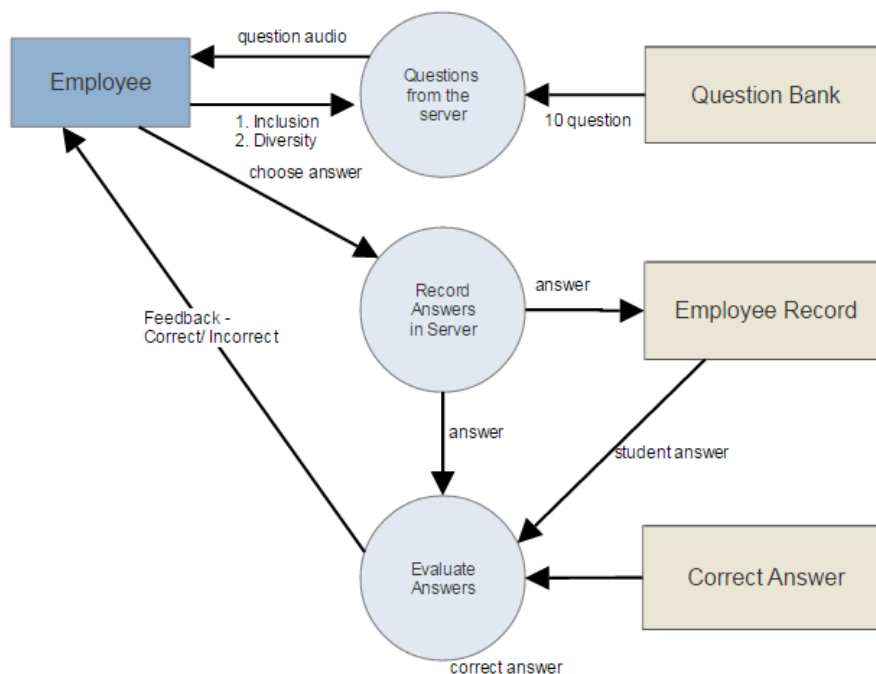 question audio
Employee
Questions
from the
server
Question Bank
1. Inclusion
2. Diversity
10 question
choose answer
Record
Answers
in Server
answer
Employee Record
Feedback -
Correct/ Incorrect
answer
student answer
Evaluate
Answers
Correct Answer
correct answer